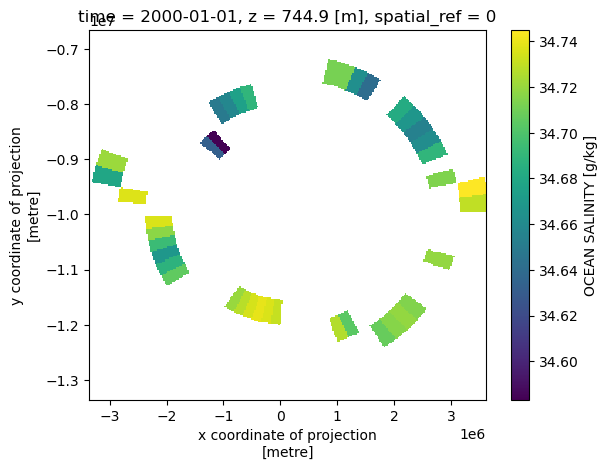 time = 2000-01-01, z = 744.9 [m], spatial_ref = 0
1e7
−0.7
−0.8
−0.9
−1.0
−1.1
−1.2
−1.3
y coordinate of projection
[metre]
−3
−2
−1
0
1
2
3
1e6
x coordinate of projection
[metre]
34.74
34.72
34.70
34.68
34.66
34.64
34.62
34.60
OCEAN SALINITY [g/kg]